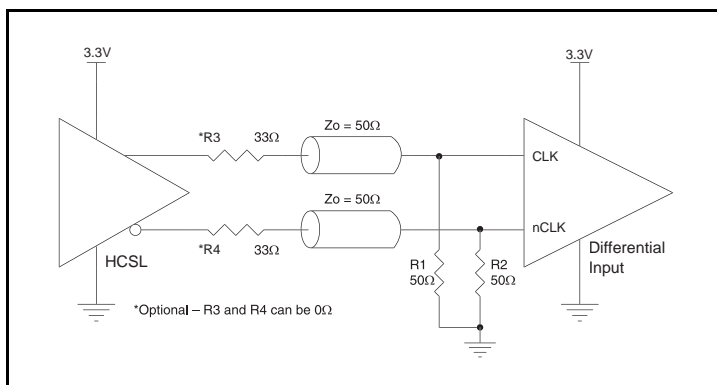 3.3V
3.3V
*R3 33Ω
Zo = 50Ω
CLK
Zo = 50Ω
nCLK
*R4 33Ω
HCSL
Differential
Input
R1
50Ω
R2
50Ω
*Optional – R3 and R4 can be 0Ω